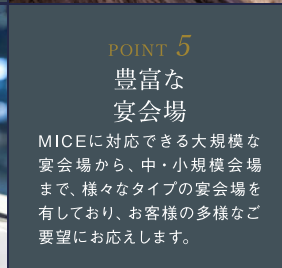 POINT 5
豊富な
宴会場
MICEに対応できる大規模な
宴会場から、中・小規模会場
まで、様々なタイプの宴会場を
有しており、お客様の多様なご
要望にお応えします。